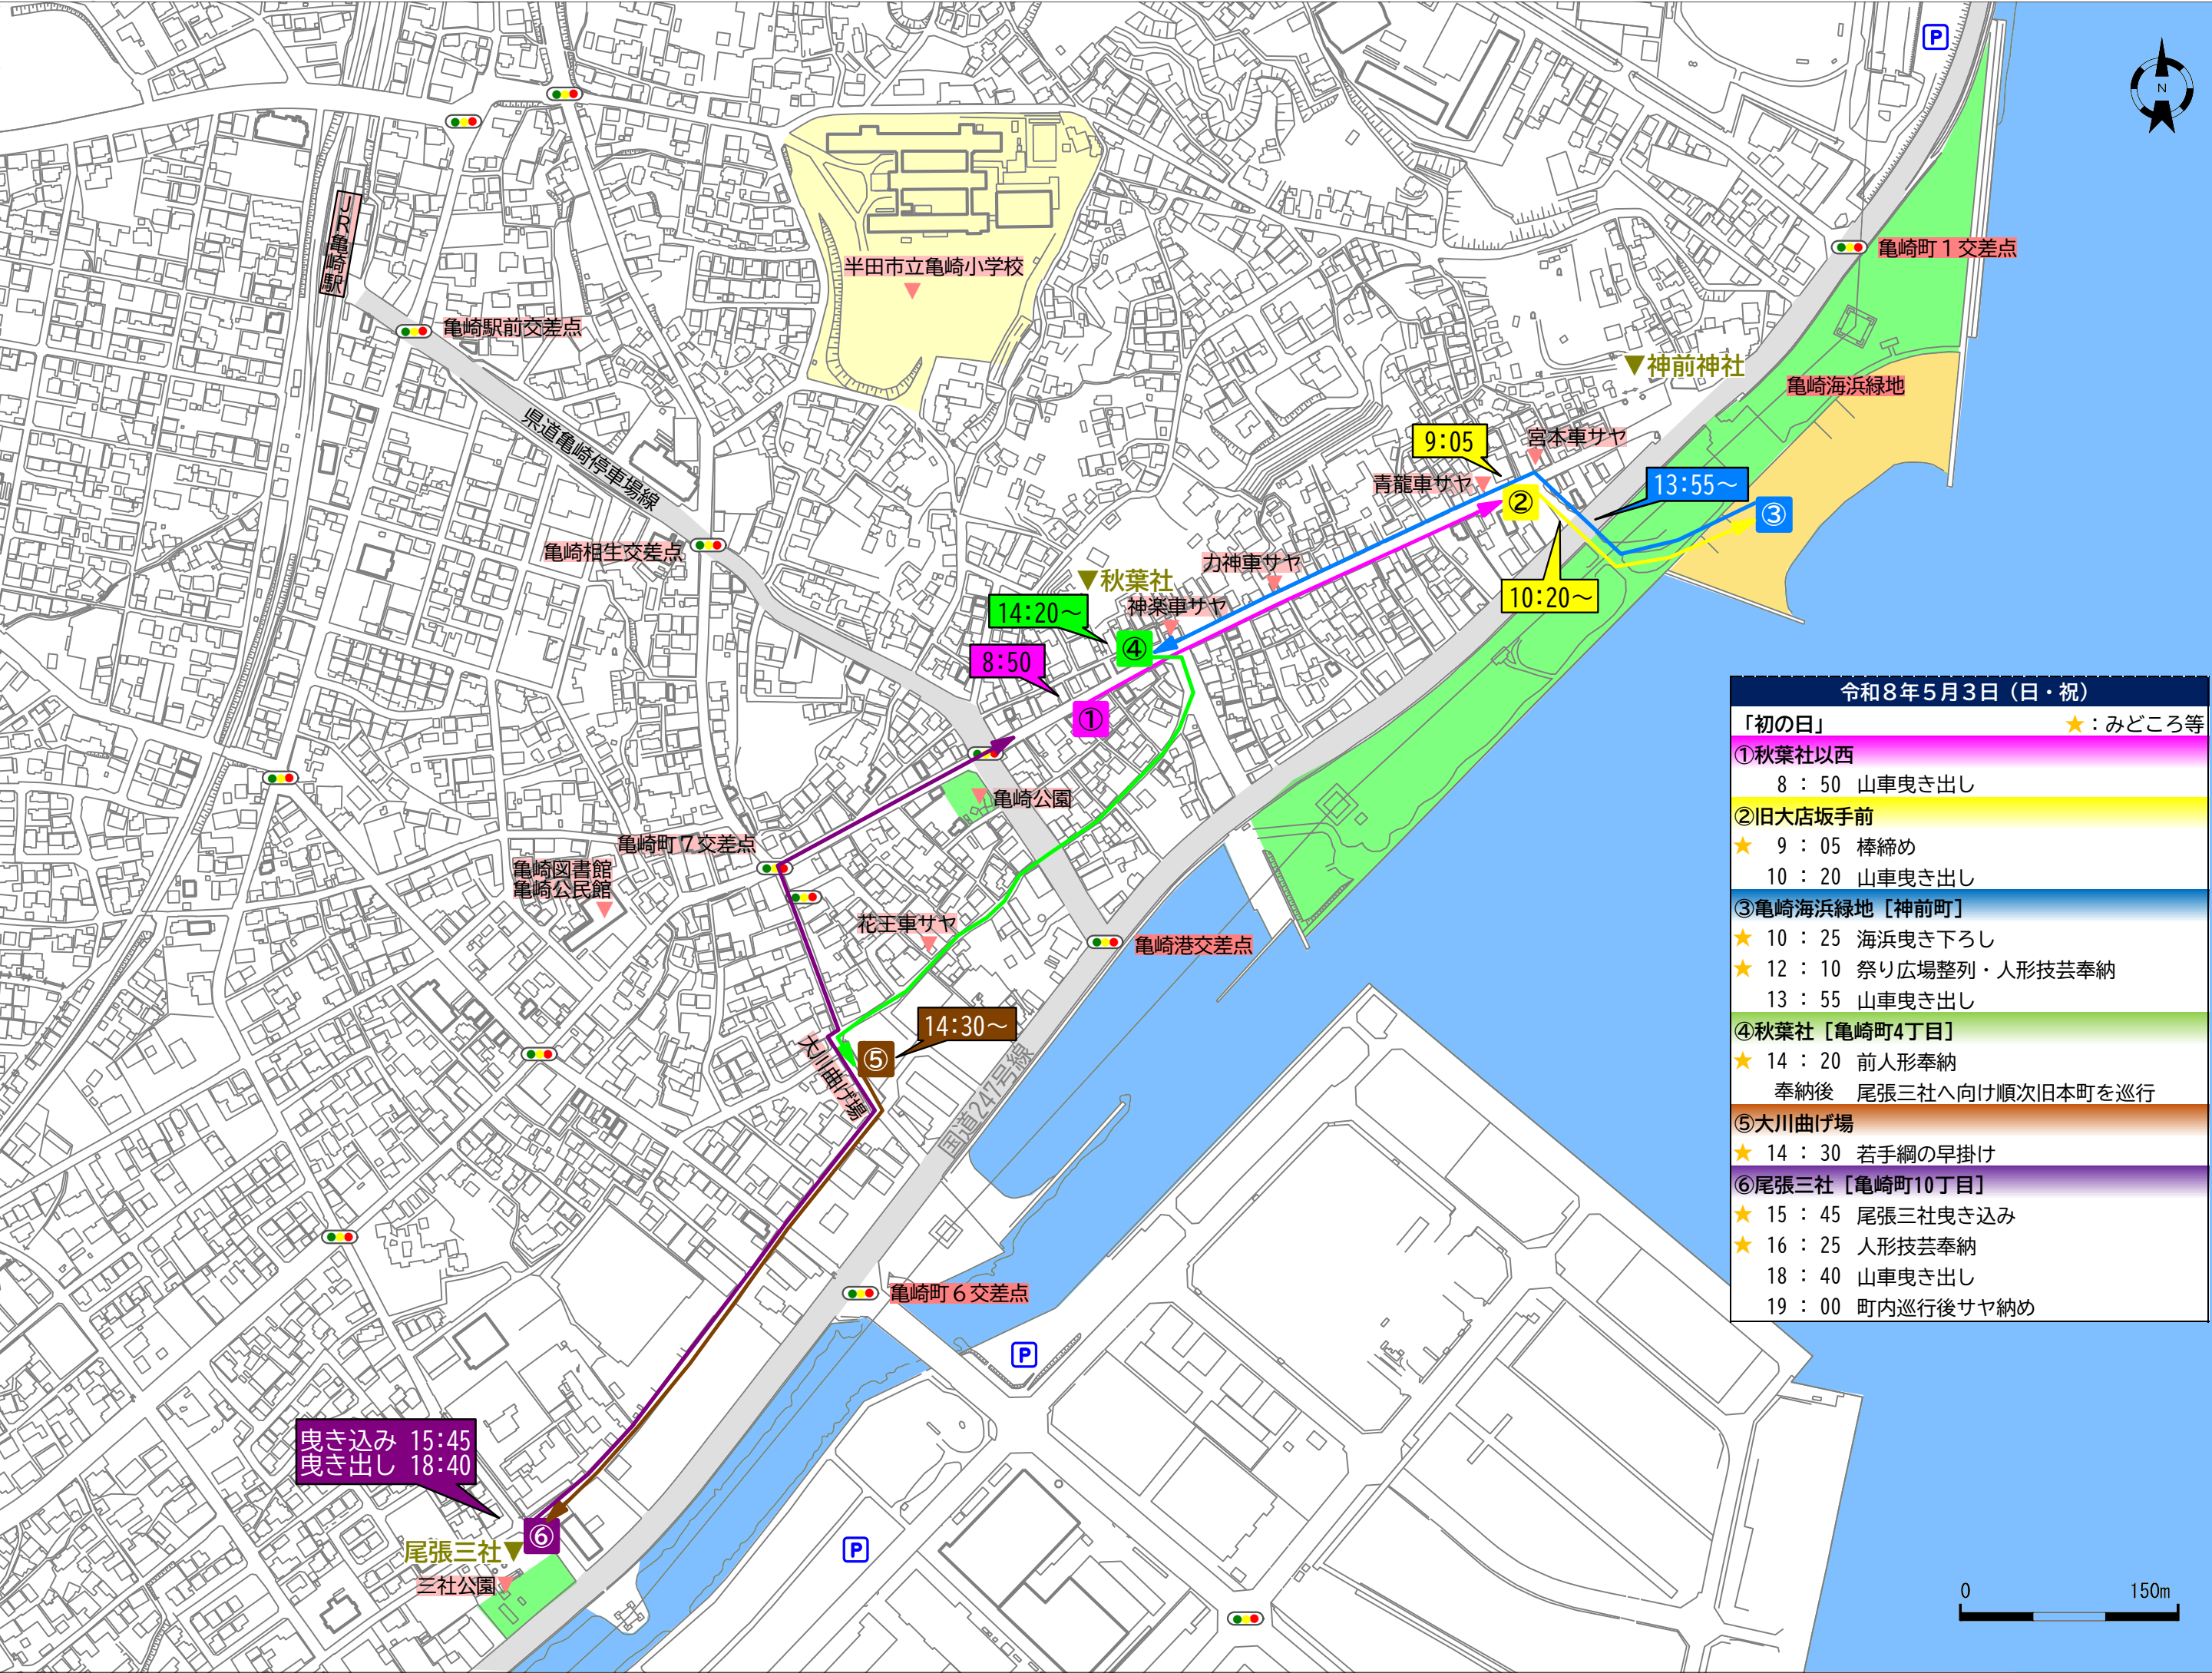 P
N
JR亀崎駅
亀崎町1交差点
半田市立亀崎小学校
亀崎駅前交差点
▼神前神社
亀崎海浜緑地
県道亀崎停車場線
9:05
宮本車サヤ
青龍車サヤ
②
13:55～
③
亀崎相生交差点
力神車サヤ
▼秋葉社
10:20～
14:20～
神楽車サヤ
④
8:50
①
亀崎公園
亀崎町7交差点
亀崎図書館
亀崎公民館
花王車サヤ
亀崎港交差点
14:30～
⑤
大川曲げ場
国道247号線
亀崎町6交差点
P
曳き込み 15:45
曳き出し 18:40
⑥
尾張三社▼
P
三社公園
令和8年5月3日（日・祝）
「初の日」 ★：みどころ等
①秋葉社以西
8：50 山車曳き出し
②旧大店坂手前
★ 9：05 棒締め
10：20 山車曳き出し
③亀崎海浜緑地［神前町］
★ 10：25 海浜曳き下ろし
★ 12：10 祭り広場整列・人形技芸奉納
13：55 山車曳き出し
④秋葉社［亀崎町4丁目］
★ 14：20 前人形奉納
奉納後 尾張三社へ向け順次旧本町を巡行
⑤大川曲げ場
★ 14：30 若手綱の早掛け
⑥尾張三社［亀崎町10丁目］
★ 15：45 尾張三社曳き込み
★ 16：25 人形技芸奉納
18：40 山車曳き出し
19：00 町内巡行後サヤ納め
0 150m